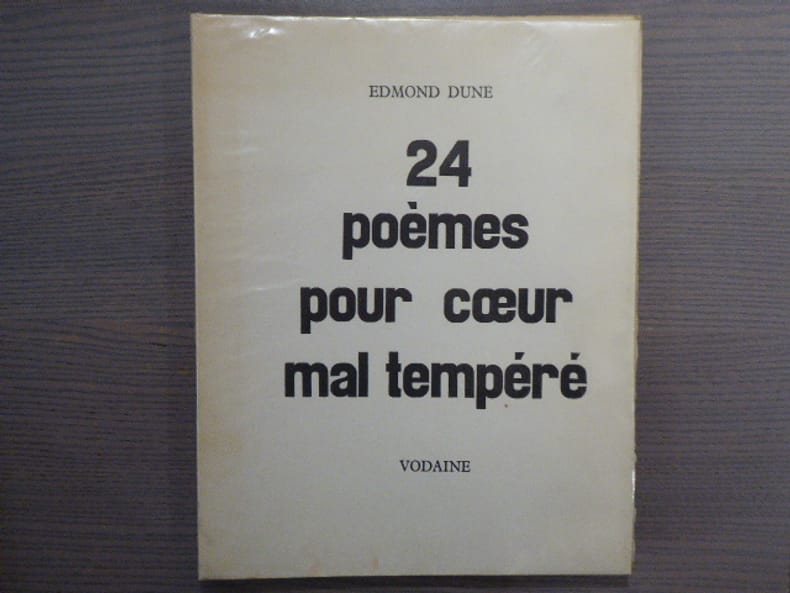 EDMOND DUNE
24
poèmes
pour cœur
mal tempéré
VODAINE